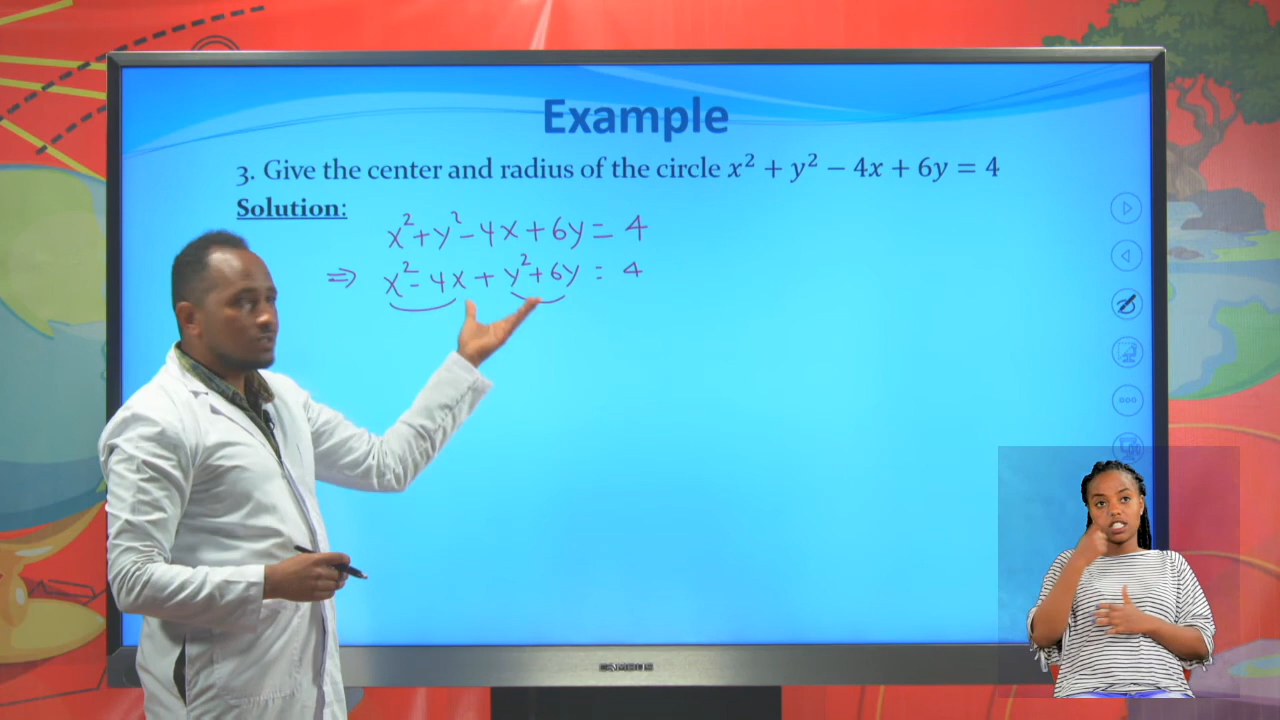 Example
3. Give the center and radius of the circle x² + y² − 4x + 6y = 4
Solution:
x²+y²-4x+6y=4
⇒ x²-4x+y²+6y=4